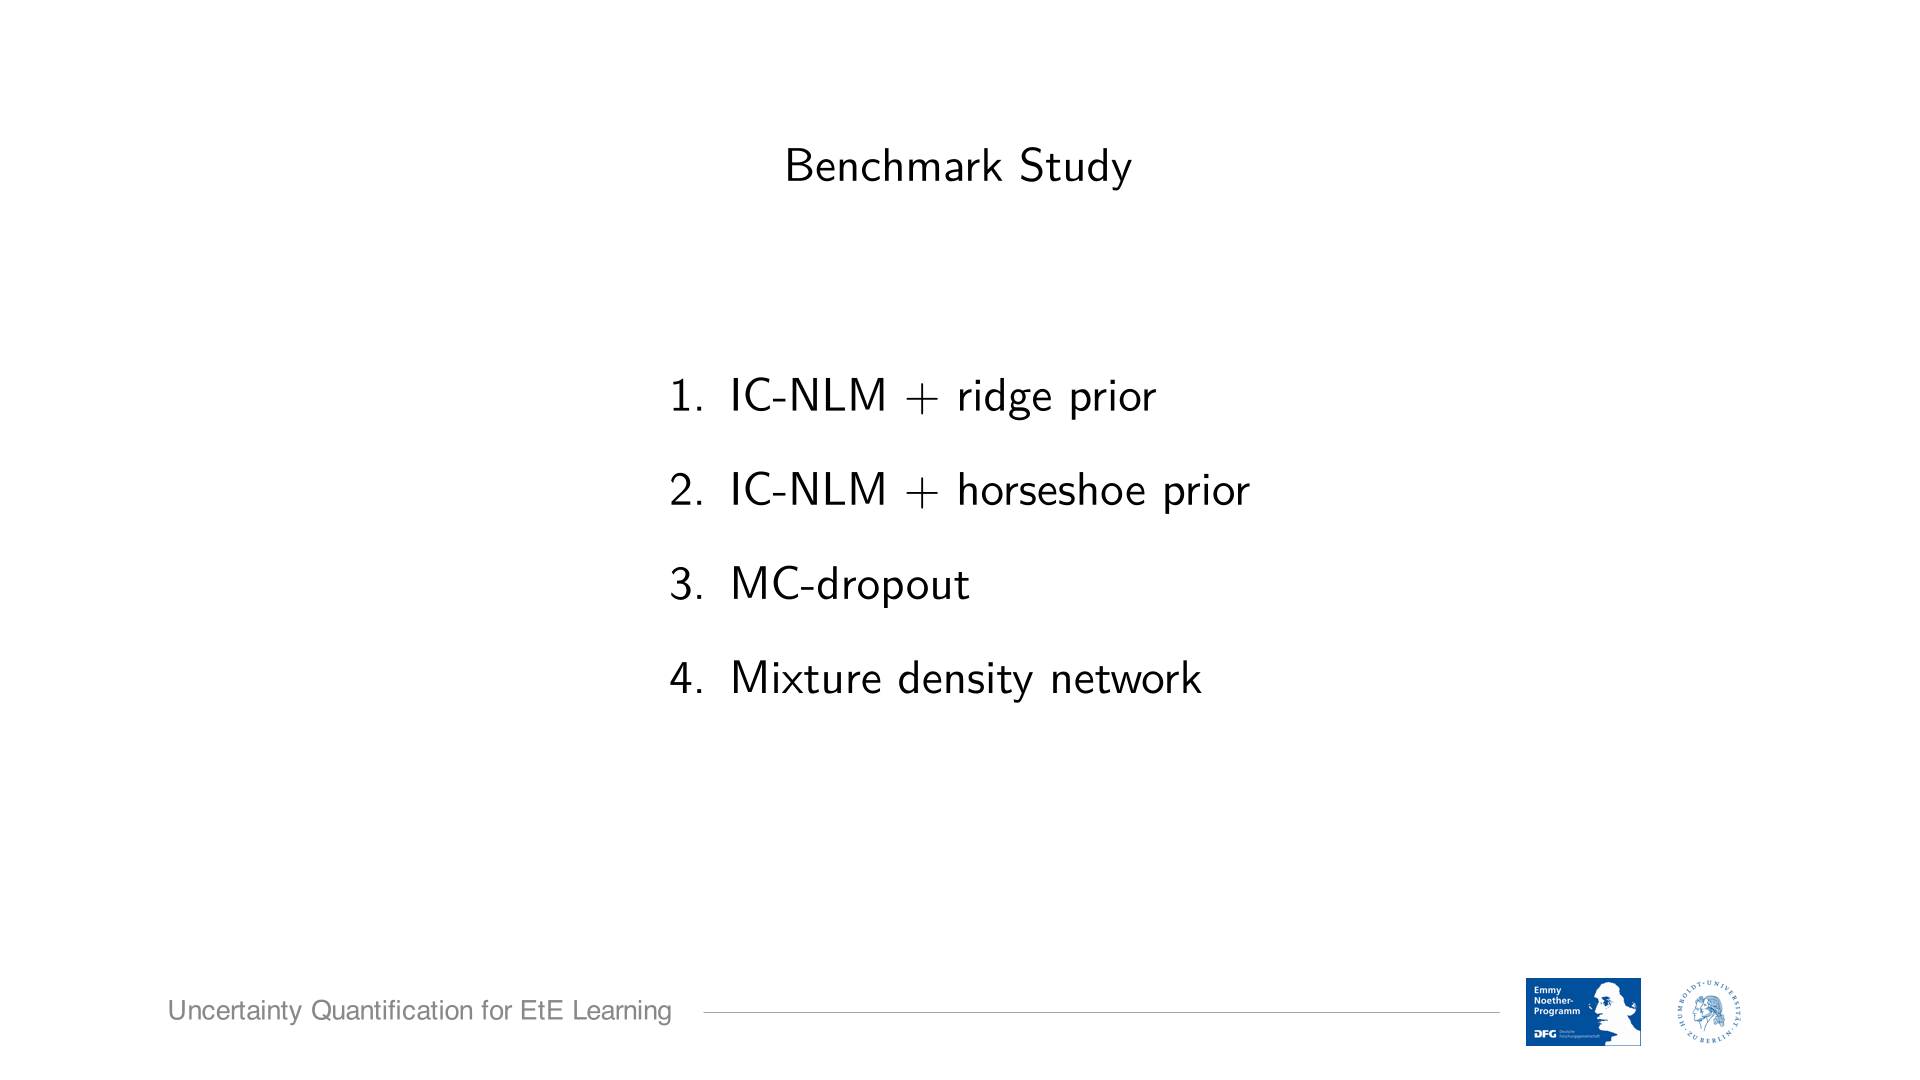 Benchmark Study
1. IC-NLM + ridge prior
2. IC-NLM + horseshoe prior
3. MC-dropout
4. Mixture density network
Uncertainty Quantification for EtE Learning
Emmy
Noether-
Programm
DFG Deutsche
Forschungsgemeinschaft
HUMBOLDT-UNIVERSITÄT
ZU BERLIN